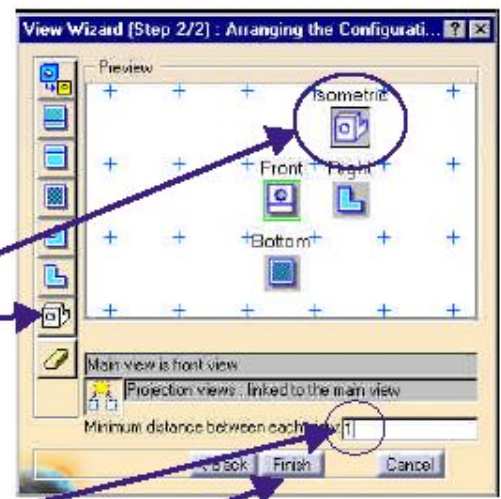 View Wizard (Step 2/2) : Arranging the Configurati...
Preview
Isometric
Front
Right
Bottom
Main view is front view
Projection views : linked to the main view
Minimum distance between each view: 1
< Back
Finish
Cancel